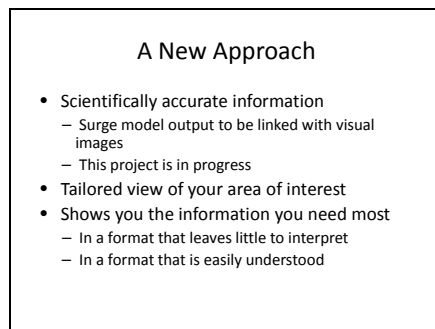 A New Approach
• Scientifically accurate information
– Surge model output to be linked with visual
images
– This project is in progress
• Tailored view of your area of interest
• Shows you the information you need most
– In a format that leaves little to interpret
– In a format that is easily understood